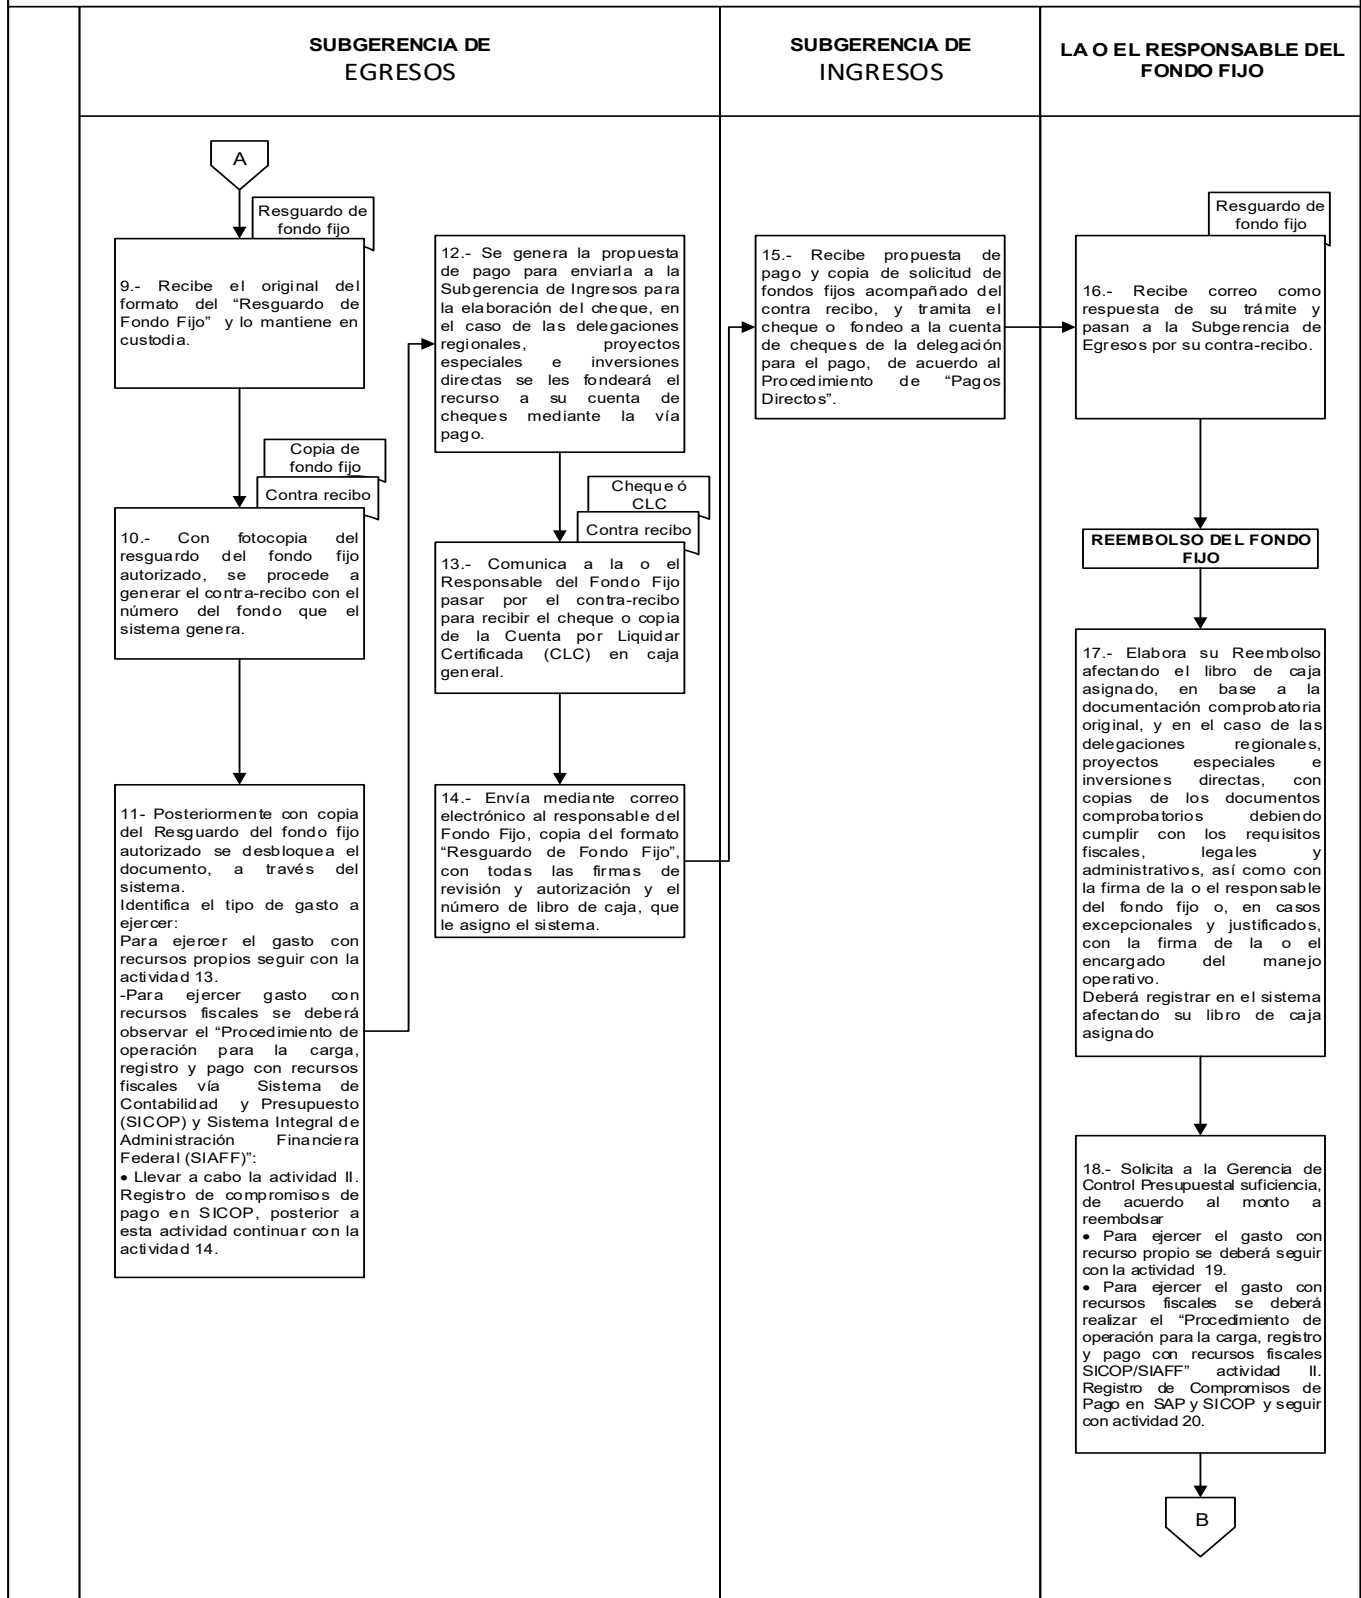 SUBGERENCIA DE
EGRESOS
SUBGERENCIA DE
INGRESOS
LA O EL RESPONSABLE DEL
FONDO FIJO
A
Resguardo de
fondo fijo
9.- Recibe el original del
formato del “Resguardo de
Fondo Fijo” y lo mantiene en
custodia.
Copia de
fondo fijo
Contra recibo
10.- Con fotocopia del
resguardo del fondo fijo
autorizado, se procede a
generar el contra-recibo con el
número del fondo que el
sistema genera.
11- Posteriormente con copia
del Resguardo del fondo fijo
autorizado se desbloquea el
documento, a través del
sistema.
Identifica el tipo de gasto a
ejercer:
Para ejercer el gasto con
recursos propios seguir con la
actividad 13.
-Para ejercer gasto con
recursos fiscales se deberá
observar el “Procedimiento de
operación para la carga,
registro y pago con recursos
fiscales vía Sistema de
Contabilidad y Presupuesto
(SICOP) y Sistema Integral de
Administración Financiera
Federal (SIAFF)”:
• Llevar a cabo la actividad II.
Registro de compromisos de
pago en SICOP, posterior a
esta actividad continuar con la
actividad 14.
12.- Se genera la propuesta
de pago para enviarla a la
Subgerencia de Ingresos para
la elaboración del cheque, en
el caso de las delegaciones
regionales, proyectos
especiales e inversiones
directas se les fondeará el
recurso a su cuenta de
cheques mediante la vía
pago.
Cheque ó
CLC
Contra recibo
13.- Comunica a la o el
Responsable del Fondo Fijo
pasar por el contra-recibo
para recibir el cheque o copia
de la Cuenta por Liquidar
Certificada (CLC) en caja
general.
14.- Envía mediante correo
electrónico al responsable del
Fondo Fijo, copia del formato
“Resguardo de Fondo Fijo”,
con todas las firmas de
revisión y autorización y el
número de libro de caja, que
le asigno el sistema.
15.- Recibe propuesta de
pago y copia de solicitud de
fondos fijos acompañado del
contra recibo, y tramita el
cheque o fondeo a la cuenta
de cheques de la delegación
para el pago, de acuerdo al
Procedimiento de “Pagos
Directos”.
Resguardo de
fondo fijo
16.- Recibe correo como
respuesta de su trámite y
pasan a la Subgerencia de
Egresos por su contra-recibo.
REEMBOLSO DEL FONDO
FIJO
17.- Elabora su Reembolso
afectando el libro de caja
asignado, en base a la
documentación comprobatoria
original, y en el caso de las
delegaciones regionales,
proyectos especiales e
inversiones directas, con
copias de los documentos
comprobatorios debiendo
cumplir con los requisitos
fiscales, legales y
administrativos, así como con
la firma de la o el responsable
del fondo fijo o, en casos
excepcionales y justificados,
con la firma de la o el
encargado del manejo
operativo.
Deberá registrar en el sistema
afectando su libro de caja
asignado
18.- Solicita a la Gerencia de
Control Presupuestal suficiencia,
de acuerdo al monto a
reembolsar
• Para ejercer el gasto con
recurso propio se deberá seguir
con la actividad 19.
• Para ejercer el gasto con
recursos fiscales se deberá
realizar el “Procedimiento de
operación para la carga, registro
y pago con recursos fiscales
SICOP/SIAFF” actividad II.
Registro de Compromisos de
Pago en SAP y SICOP y seguir
con actividad 20.
B